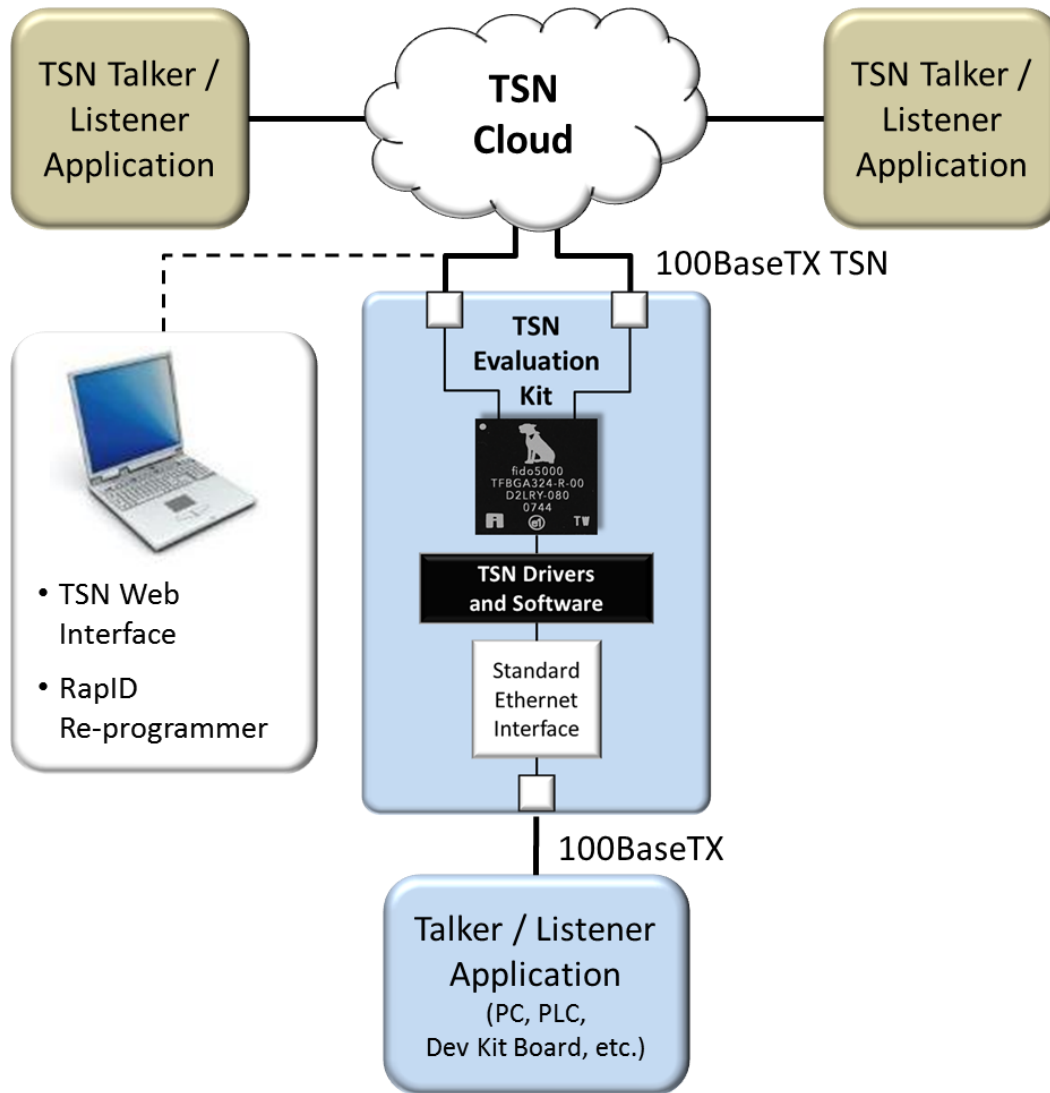 TSN Talker /
Listener
Application
TSN
Cloud
TSN Talker /
Listener
Application
100BaseTX TSN
TSN
Evaluation
Kit
fido5000
TFBGA324-R-00
D2LRY-080
0744
TSN Drivers
and Software
Standard
Ethernet
Interface
• TSN Web
Interface
• RapID
Re-programmer
100BaseTX
Talker / Listener
Application
(PC, PLC,
Dev Kit Board, etc.)